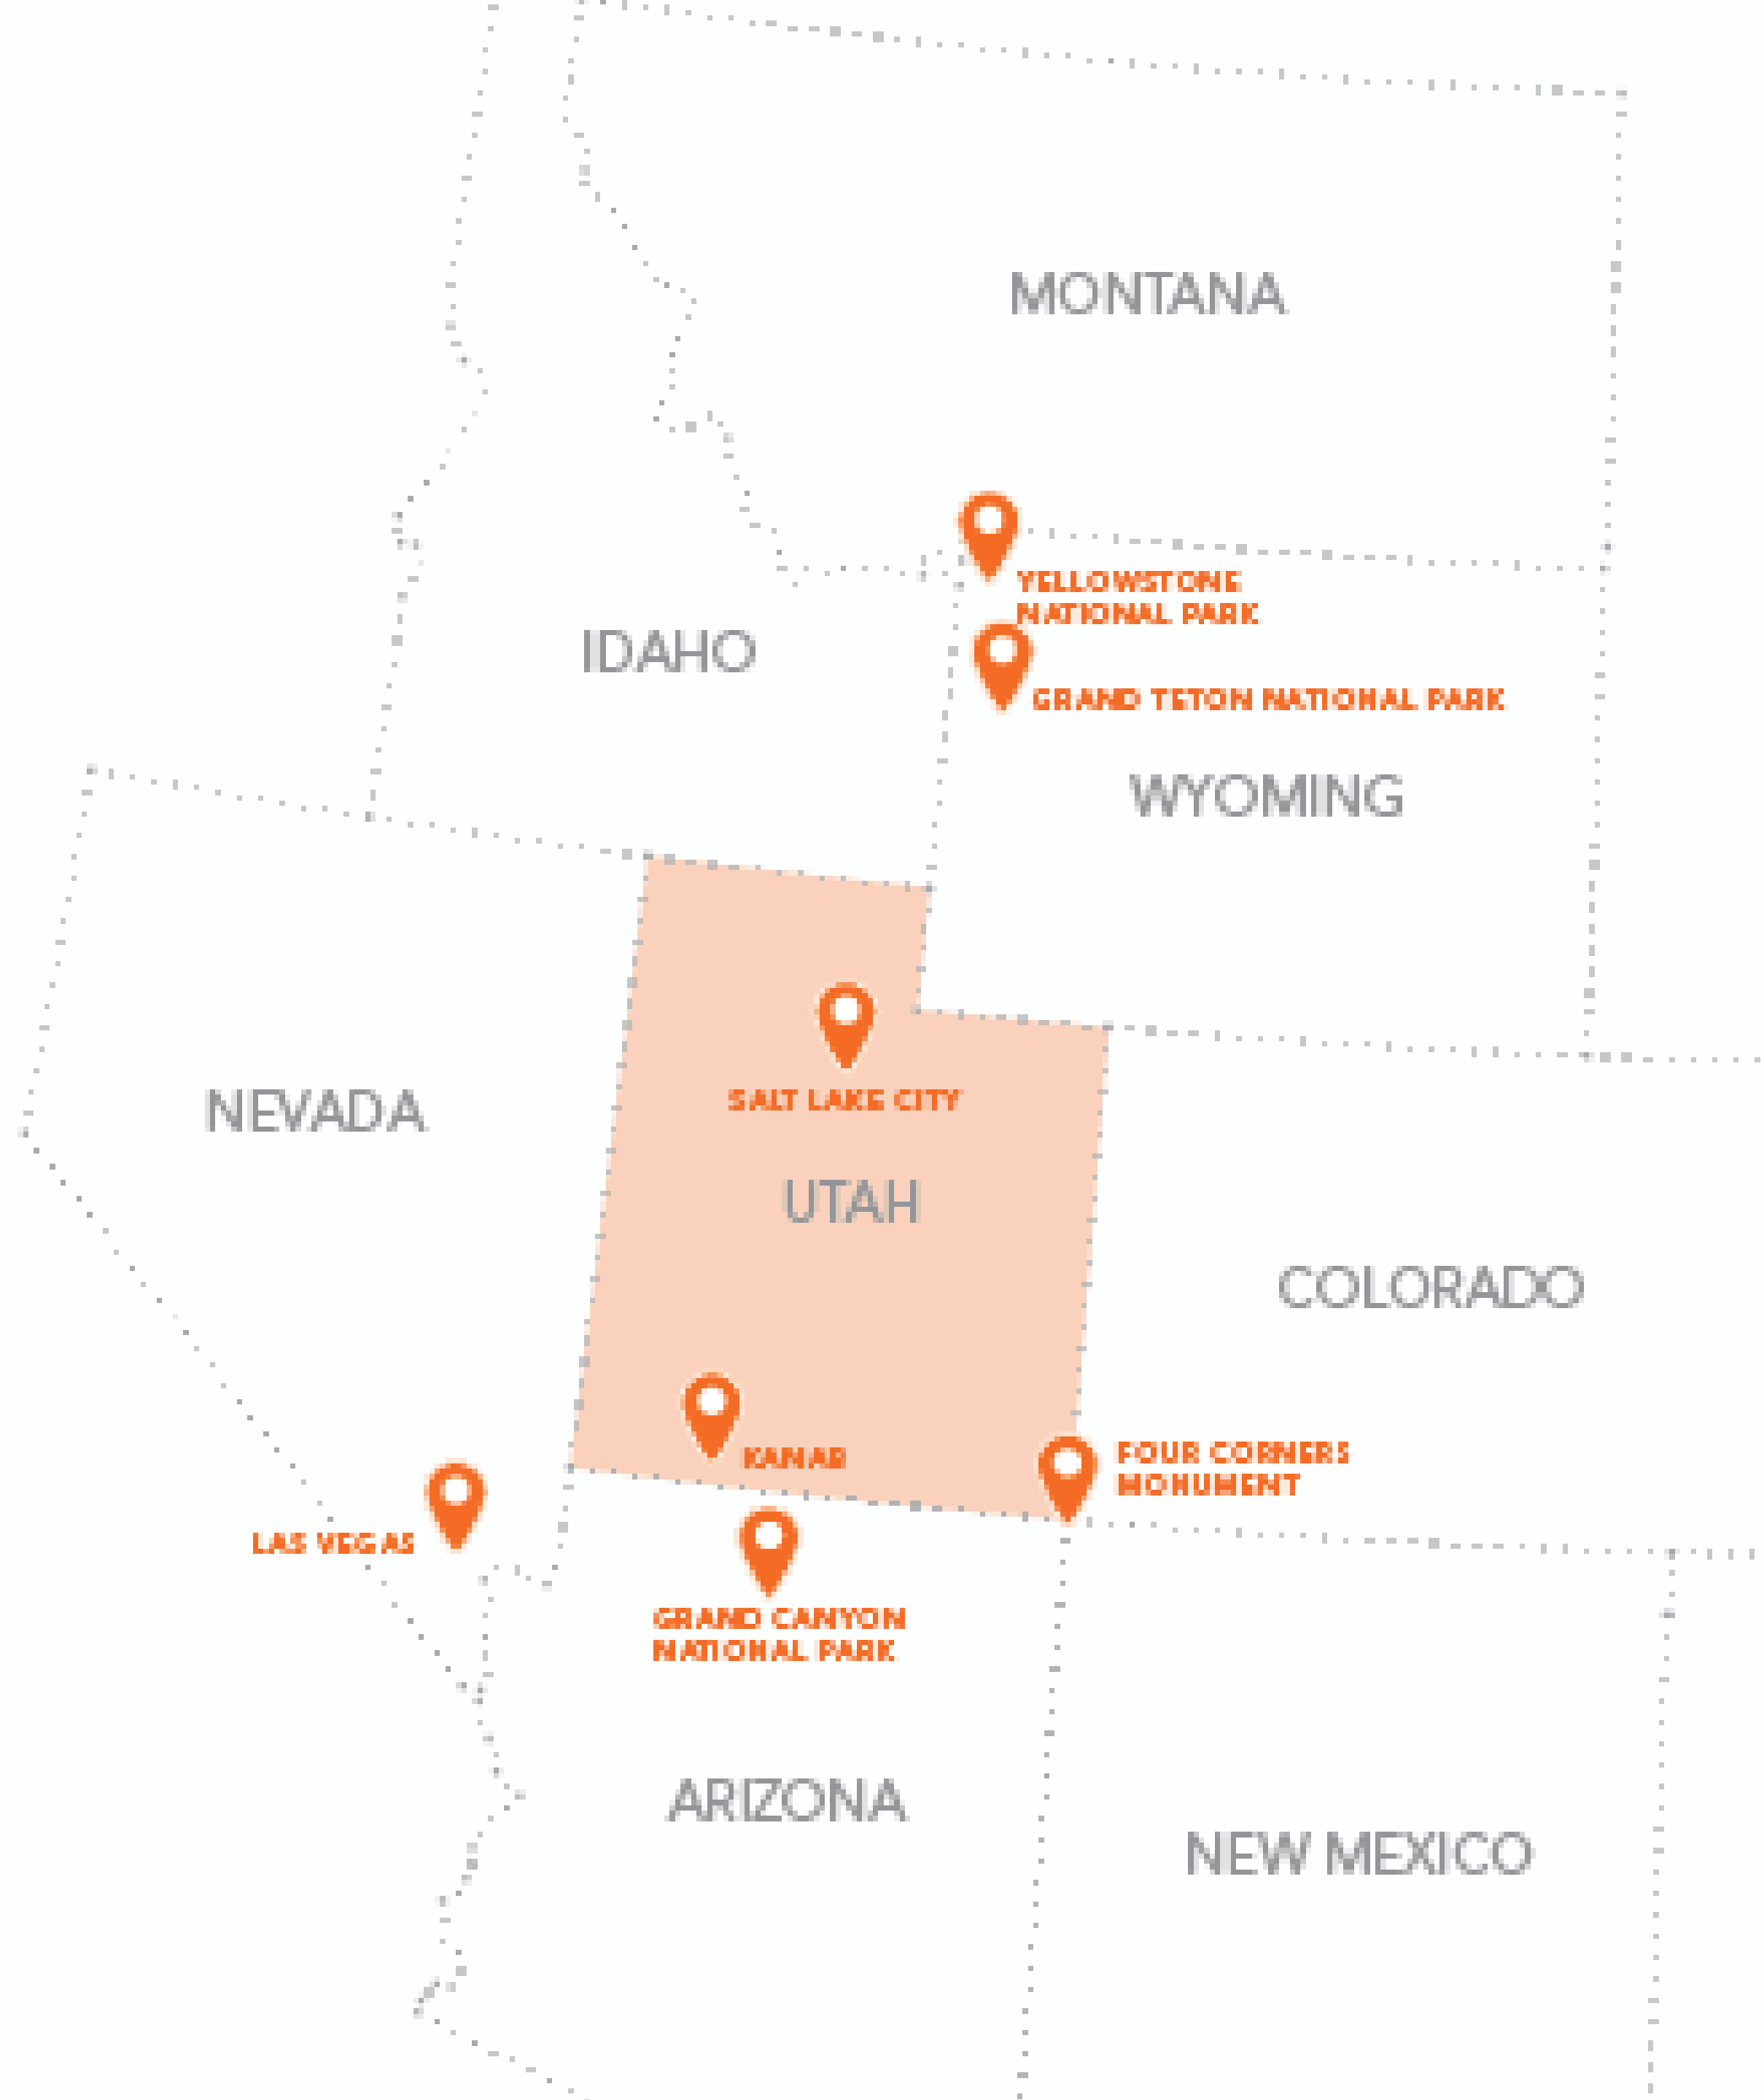 MONTANA
YELLOWSTONE
NATIONAL PARK
IDAHO
GRAND TETON NATIONAL PARK
WYOMING
SALT LAKE CITY
NEVADA
UTAH
COLORADO
KANAB
FOUR CORNERS
MONUMENT
LAS VEGAS
GRAND CANYON
NATIONAL PARK
ARIZONA
NEW MEXICO